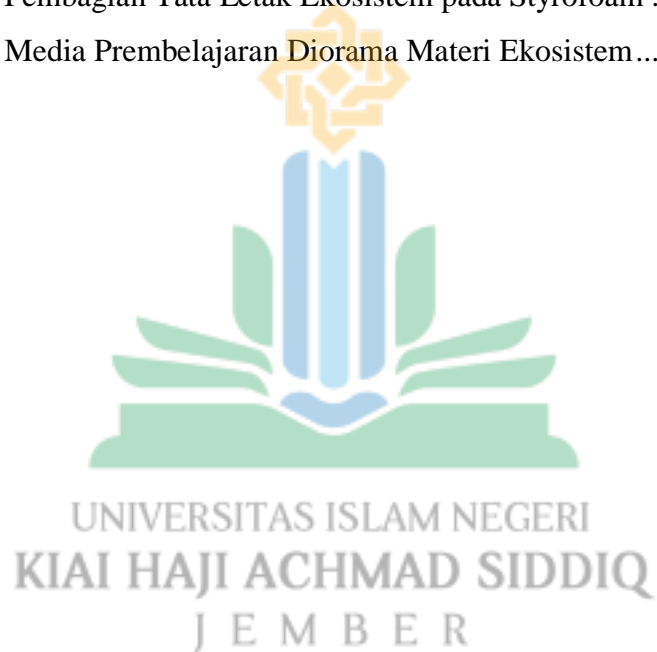 Pembagian Tata Letak Ekosistem pada Styrofoam .
Media Prembelajaran Diorama Materi Ekosistem...
UNIVERSITAS ISLAM NEGERI
KIAI HAJI ACHMAD SIDDIQ
J E M B E R